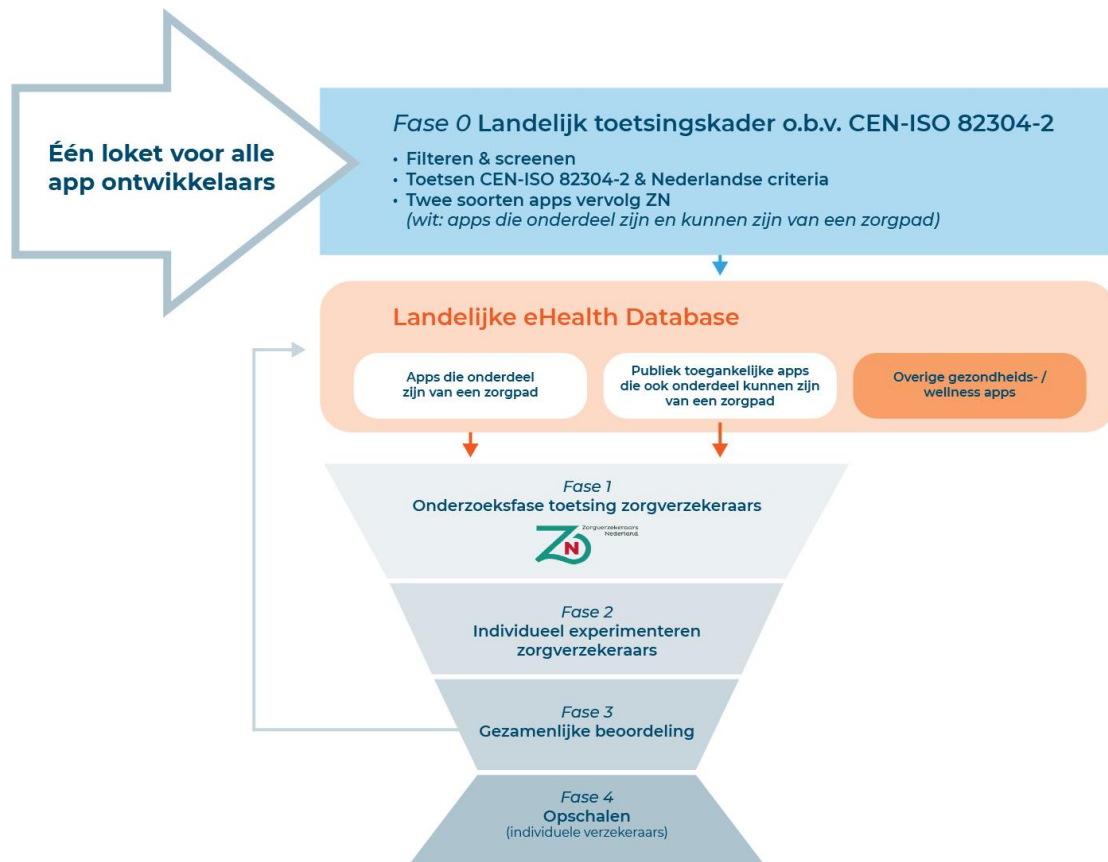 Één loket voor alle
app ontwikkelaars
Fase 0 Landelijk toetsingskader o.b.v. CEN-ISO 82304-2
• Filteren & screenen
• Toetsen CEN-ISO 82304-2 & Nederlandse criteria
• Twee soorten apps vervolg ZN
(wit: apps die onderdeel zijn en kunnen zijn van een zorgpad)
Landelijke eHealth Database
Apps die onderdeel
zijn van een zorgpad
Publiek toegankelijke apps
die ook onderdeel kunnen zijn
van een zorgpad
Overige gezondheids- /
wellness apps
Fase 1
Onderzoeksfase toetsing zorgverzekeraars
ZN
Zorgverzekeraars
Nederland
Fase 2
Individueel experimenteren
zorgverzekeraars
Fase 3
Gezamenlijke beoordeling
Fase 4
Opschalen
(individuele verzekeraars)